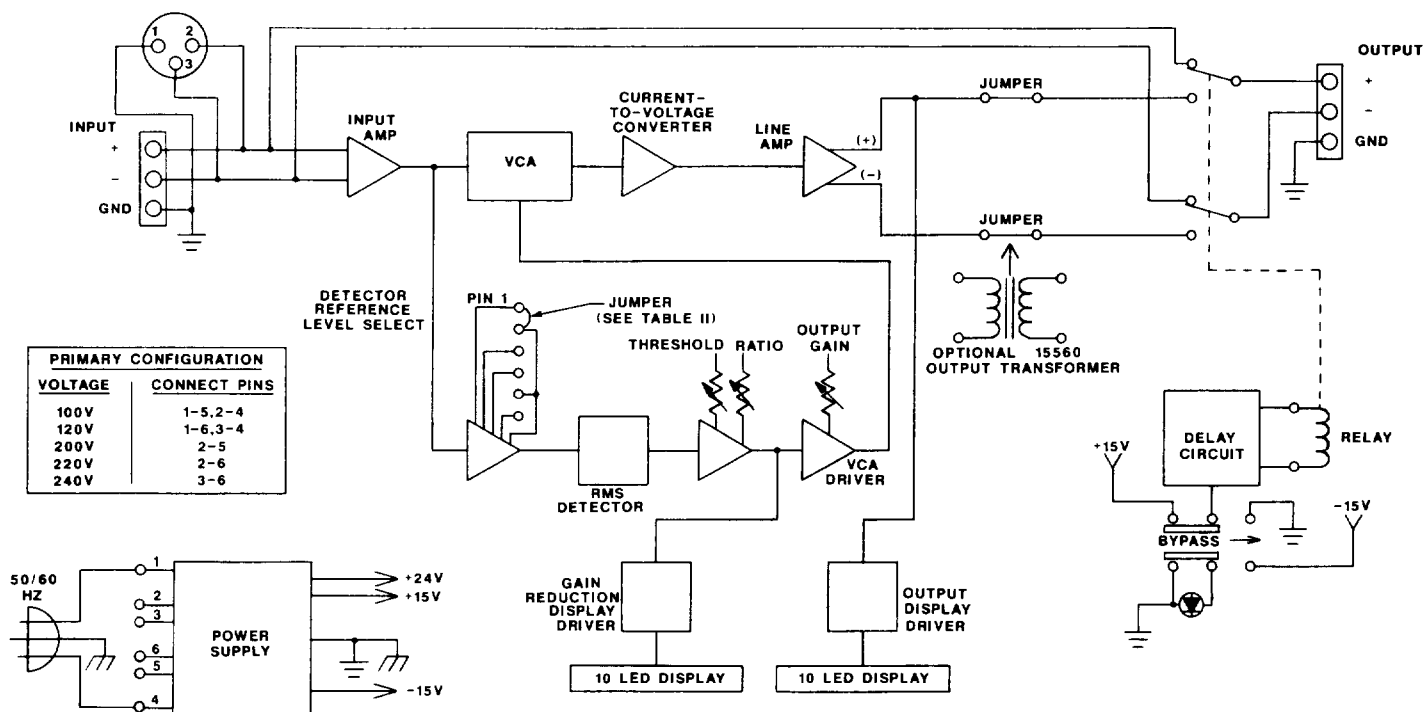 1
2
3
INPUT
+
-
GND
INPUT
AMP
VCA
CURRENT-
TO-VOLTAGE
CONVERTER
LINE
AMP
(+)
(-)
JUMPER
JUMPER
OUTPUT
+
-
GND
DETECTOR
REFERENCE
LEVEL SELECT
PIN 1
JUMPER
(SEE TABLE II)
THRESHOLD
RATIO
OUTPUT
GAIN
OPTIONAL 15560
OUTPUT TRANSFORMER
RMS
DETECTOR
VCA
DRIVER
DELAY
CIRCUIT
RELAY
+15V
-15V
BYPASS
PRIMARY CONFIGURATION
VOLTAGE CONNECT PINS
100V 1-5,2-4
120V 1-6,3-4
200V 2-5
220V 2-6
240V 3-6
50/60
HZ
1
2
3
6
5
4
POWER
SUPPLY
+24V
+15V
-15V
GAIN
REDUCTION
DISPLAY
DRIVER
10 LED DISPLAY
OUTPUT
DISPLAY
DRIVER
10 LED DISPLAY